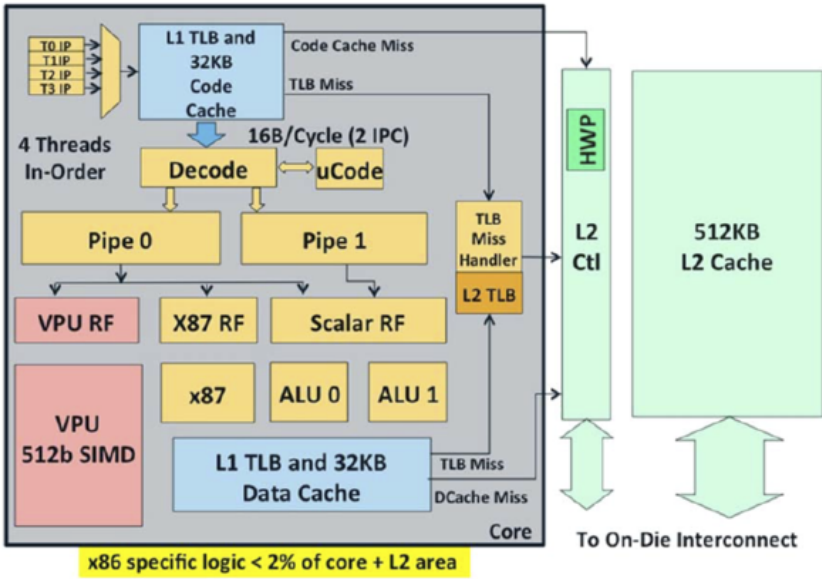 T0 IP
T1IP
T2 IP
T3 IP
L1 TLB and
32KB
Code
Cache
Code Cache Miss
TLB Miss
4 Threads
In-Order
16B/Cycle (2 IPC)
Decode
uCode
Pipe 0
Pipe 1
TLB
Miss
Handler
L2 TLB
HWP
L2
Ctl
512KB
L2 Cache
VPU RF
X87 RF
Scalar RF
VPU
512b SIMD
x87
ALU 0
ALU 1
L1 TLB and 32KB
Data Cache
TLB Miss
DCache Miss
Core
To On-Die Interconnect
x86 specific logic < 2% of core + L2 area